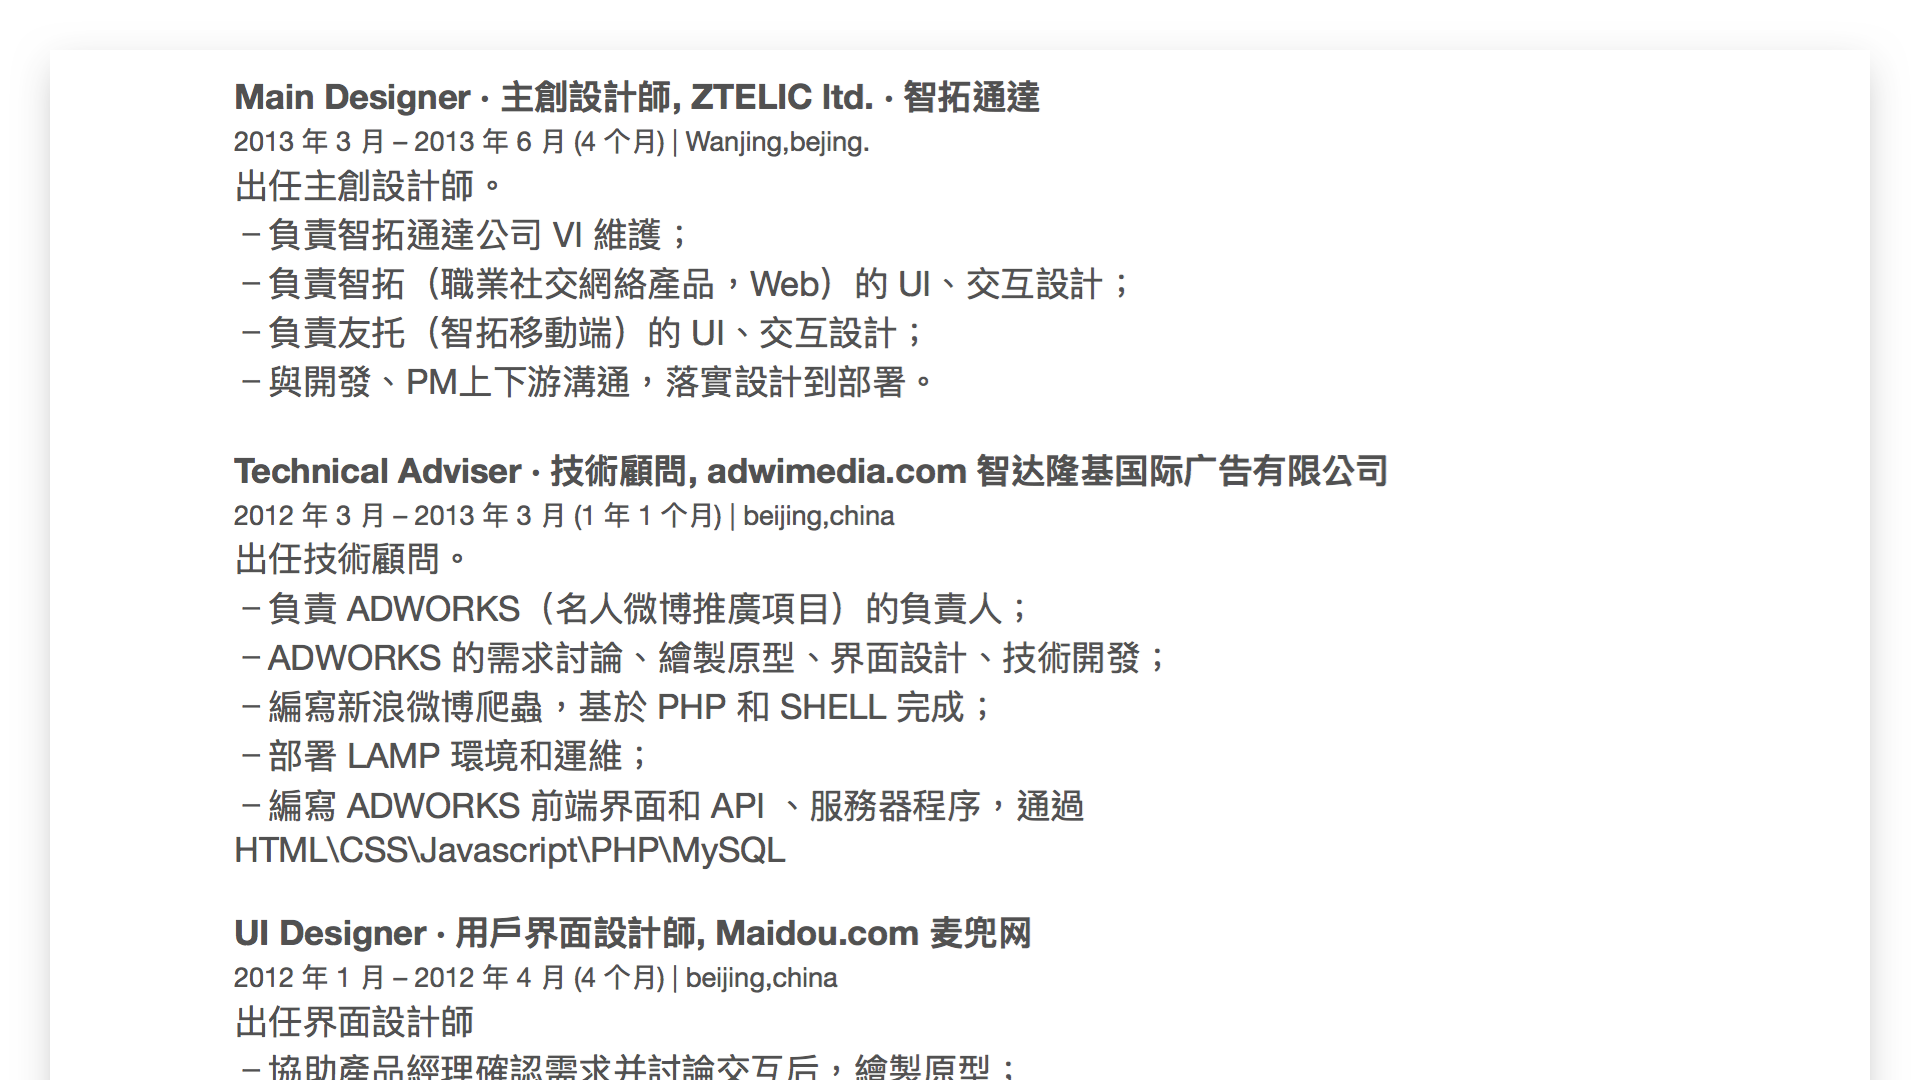 Main Designer · 主創設計師, ZTELIC ltd. · 智拓通達
2013 年 3 月 – 2013 年 6 月 (4 个月) | Wanjing,bejing.
出任主創設計師。
– 負責智拓通達公司 VI 維護；
– 負責智拓（職業社交網絡產品，Web）的 UI、交互設計；
– 負責友托（智拓移動端）的 UI、交互設計；
– 與開發、PM上下游溝通，落實設計到部署。
Technical Adviser · 技術顧問, adwimedia.com 智达隆基国际广告有限公司
2012 年 3 月 – 2013 年 3 月 (1 年 1 个月) | beijing,china
出任技術顧問。
– 負責 ADWORKS（名人微博推廣項目）的負責人；
– ADWORKS 的需求討論、繪製原型、界面設計、技術開發；
– 編寫新浪微博爬蟲，基於 PHP 和 SHELL 完成；
– 部署 LAMP 環境和運維；
– 編寫 ADWORKS 前端界面和 API 、服務器程序，通過
HTML\CSS\Javascript\PHP\MySQL
UI Designer · 用戶界面設計師, Maidou.com 麦兜网
2012 年 1 月 – 2012 年 4 月 (4 个月) | beijing,china
出任界面設計師
– 協助產品經理確認需求并討論交互后，繪製原型；